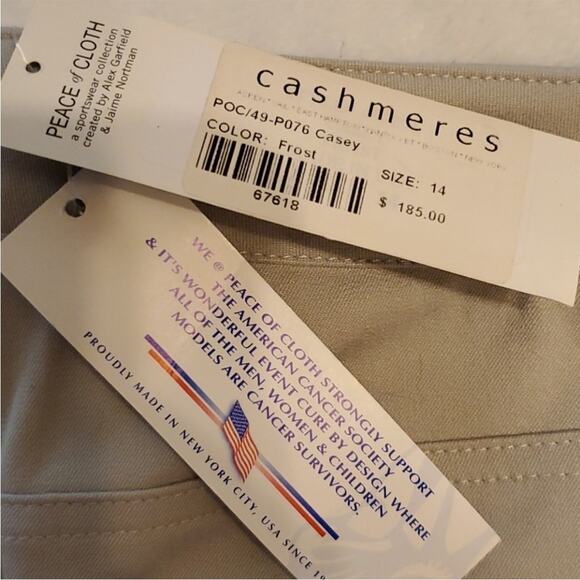 PEACE of CLOTH
a sportswear collection
created by Alex Garfield
& Jaime Nortman
cashmeres
POC/49-P076 Casey
COLOR: Frost
SIZE: 14
67618
$ 185.00
WE @ PEACE OF CLOTH STRONGLY SUPPORT
THE AMERICAN CANCER SOCIETY
& IT'S WONDERFUL EVENT CURE BY DESIGN WHERE
ALL OF THE MEN, WOMEN & CHILDREN
MODELS ARE CANCER SURVIVORS.
PROUDLY MADE IN NEW YORK CITY, USA SINCE